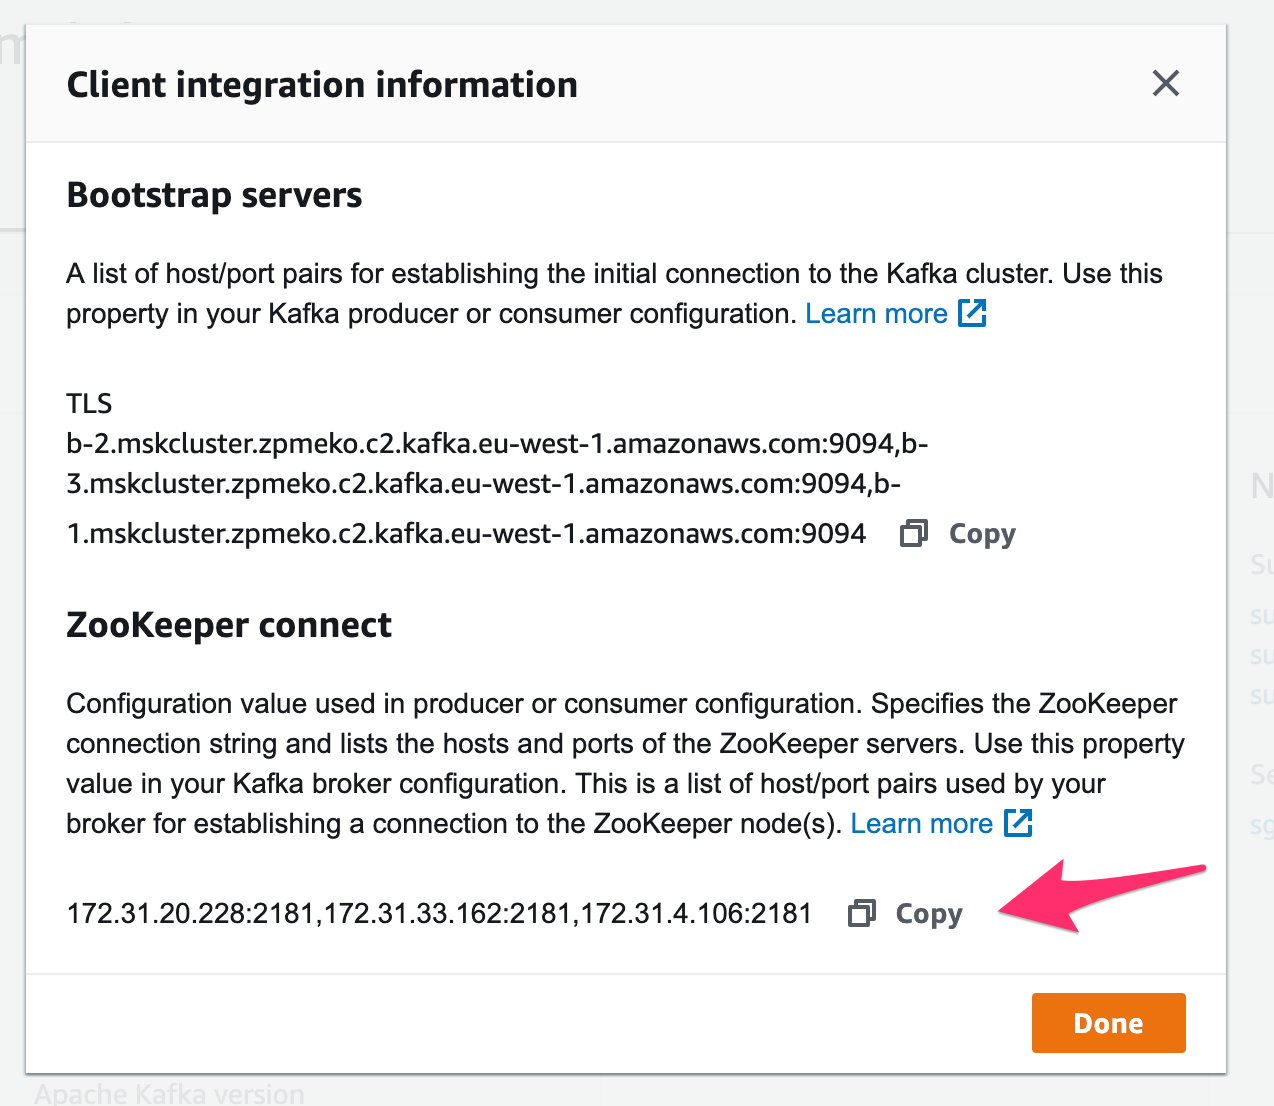 Client integration information
Bootstrap servers
A list of host/port pairs for establishing the initial connection to the Kafka cluster. Use this
property in your Kafka producer or consumer configuration. Learn more
TLS
b-2.mskcluster.zpmeko.c2.kafka.eu-west-1.amazonaws.com:9094,b-
3.mskcluster.zpmeko.c2.kafka.eu-west-1.amazonaws.com:9094,b-
1.mskcluster.zpmeko.c2.kafka.eu-west-1.amazonaws.com:9094 Copy
ZooKeeper connect
Configuration value used in producer or consumer configuration. Specifies the ZooKeeper
connection string and lists the hosts and ports of the ZooKeeper servers. Use this property
value in your Kafka broker configuration. This is a list of host/port pairs used by your
broker for establishing a connection to the ZooKeeper node(s). Learn more
172.31.20.228:2181,172.31.33.162:2181,172.31.4.106:2181 Copy
Done
Apache Kafka version